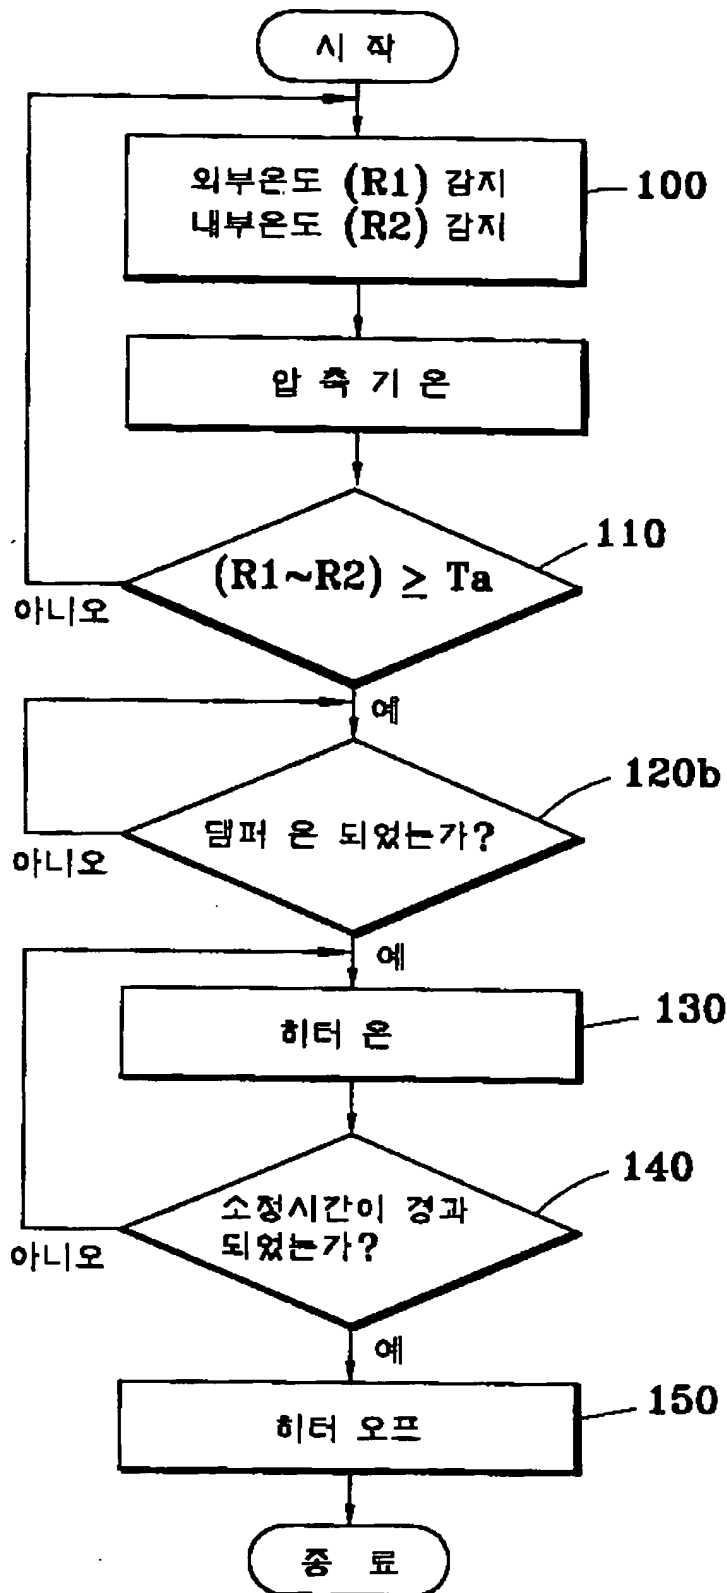 시 작
외부온도 (R1) 감지
내부온도 (R2) 감지
100
압 축 기 온
(R1~R2) ≥ Ta
110
아니오
예
댐퍼 온 되었는가?
120b
아니오
예
히터 온
130
소정시간이 경과
되었는가?
140
아니오
예
히터 오프
150
종 료